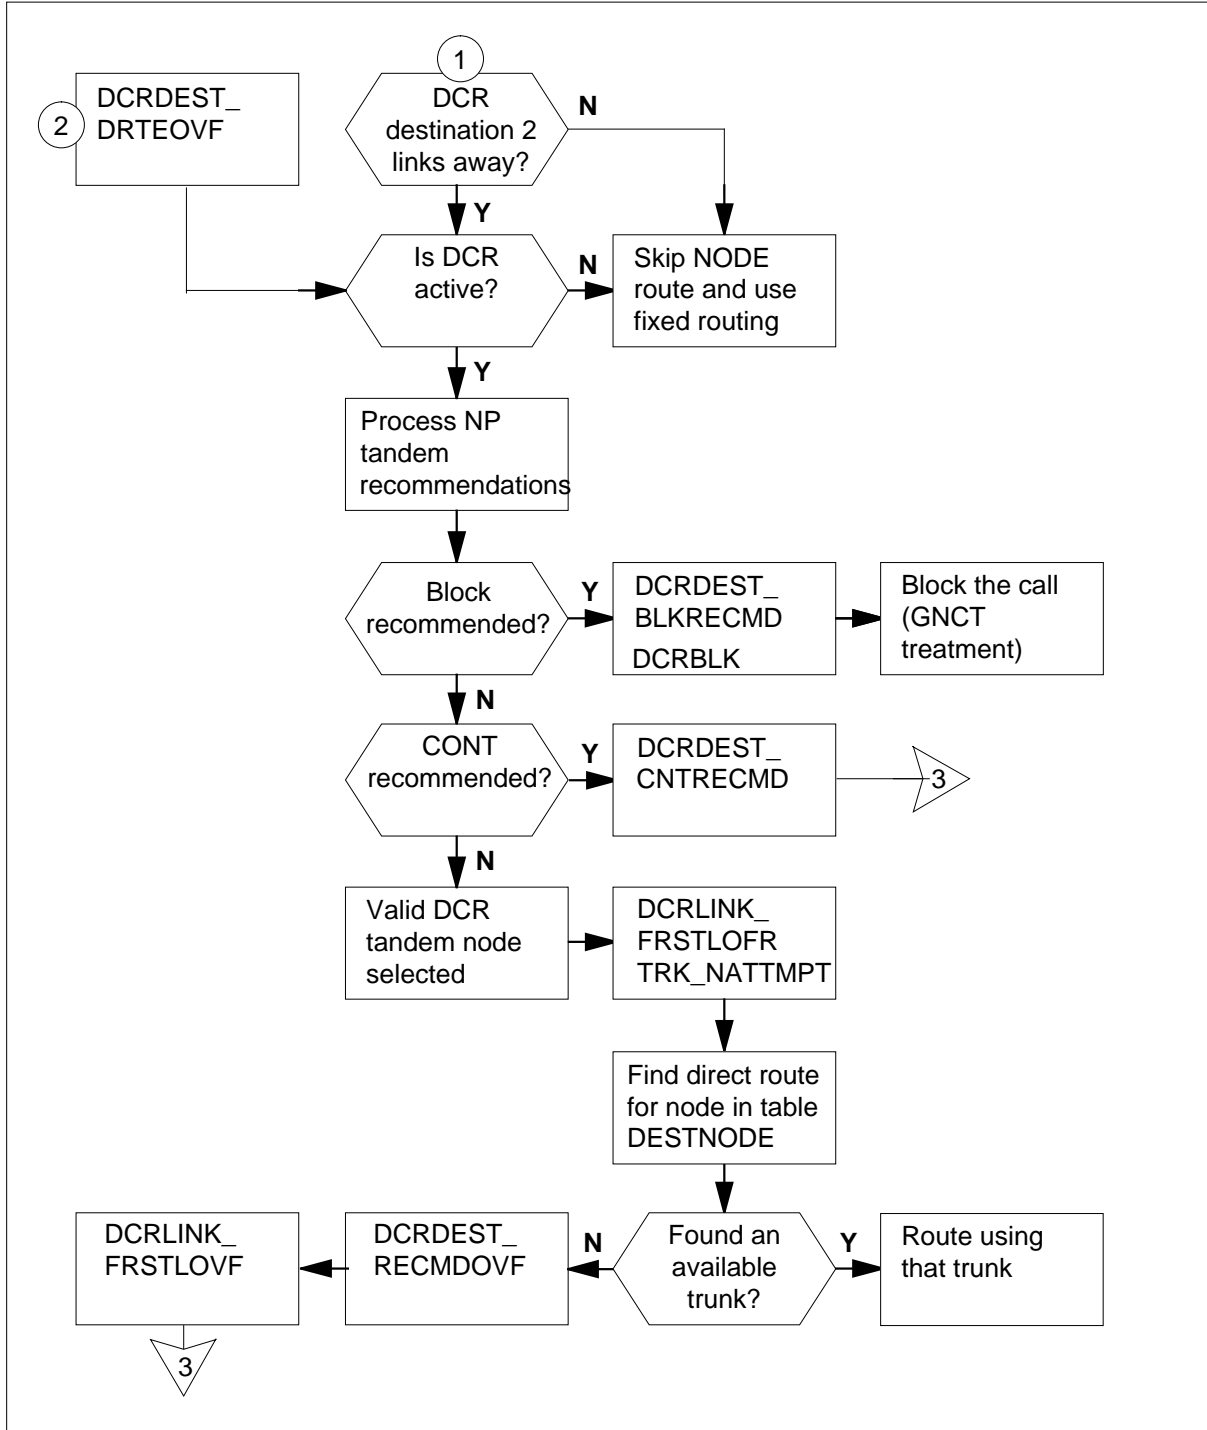 1
DCR
destination 2
links away?
N
2
DCRDEST_
DRTEOVF
Y
Is DCR
active?
N
Skip NODE
route and use
fixed routing
Y
Process NP
tandem
recommendations
Block
recommended?
Y
DCRDEST_
BLKRECMD
DCRBLK
Block the call
(GNCT
treatment)
N
CONT
recommended?
Y
DCRDEST_
CNTRECMD
3
N
Valid DCR
tandem node
selected
DCRLINK_
FRSTLOFR
TRK_NATTMPT
Find direct route
for node in table
DESTNODE
Found an
available
trunk?
Y
Route using
that trunk
N
DCRDEST_
RECMDOVF
DCRLINK_
FRSTLOVF
3